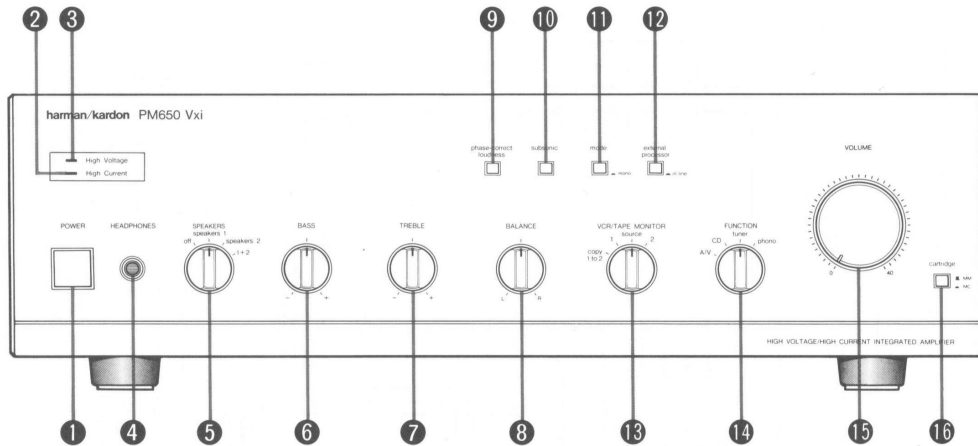 2 3 9 10 11 12
harman/kardon PM650 Vxi
High Voltage
High Current
phase-correct
loudness
subsonic
mode
mono
external
processor
in line
VOLUME
0 40
POWER
HEADPHONES
SPEAKERS
speakers 1
off
speakers 2
1+2
BASS
− +
TREBLE
− +
BALANCE
L R
VCR/TAPE MONITOR
source
1 2
copy
1 to 2
FUNCTION
tuner
CD phono
A/V
cartridge
MM
MC
HIGH VOLTAGE/HIGH CURRENT INTEGRATED AMPLIFIER
1 4 5 6 7 8 13 14 15 16